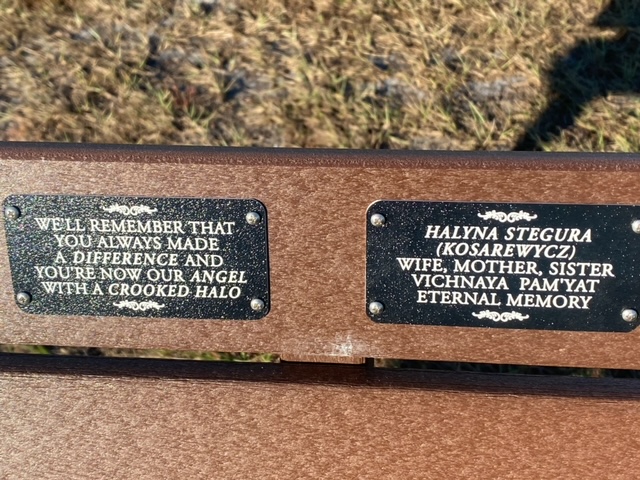 WE'LL REMEMBER THAT
YOU ALWAYS MADE
A DIFFERENCE AND
YOU'RE NOW OUR ANGEL
WITH A CROOKED HALO
HALYNA STEGURA
(KOSAREWYCZ)
WIFE, MOTHER, SISTER
VICHNAYA PAM'YAT
ETERNAL MEMORY